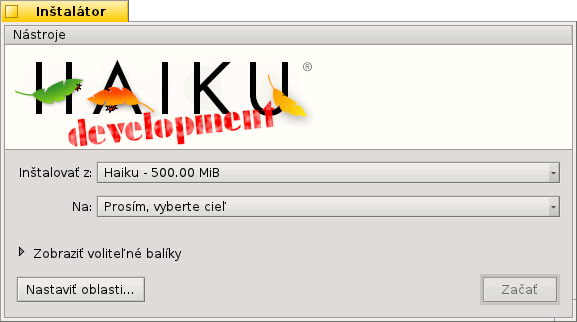 Inštalátor
Nástroje
HAIKU®
development
Inštalovať z: Haiku - 500.00 MiB
Na: Prosím, vyberte cieľ
Zobraziť voliteľné balíky
Nastaviť oblasti... Začať